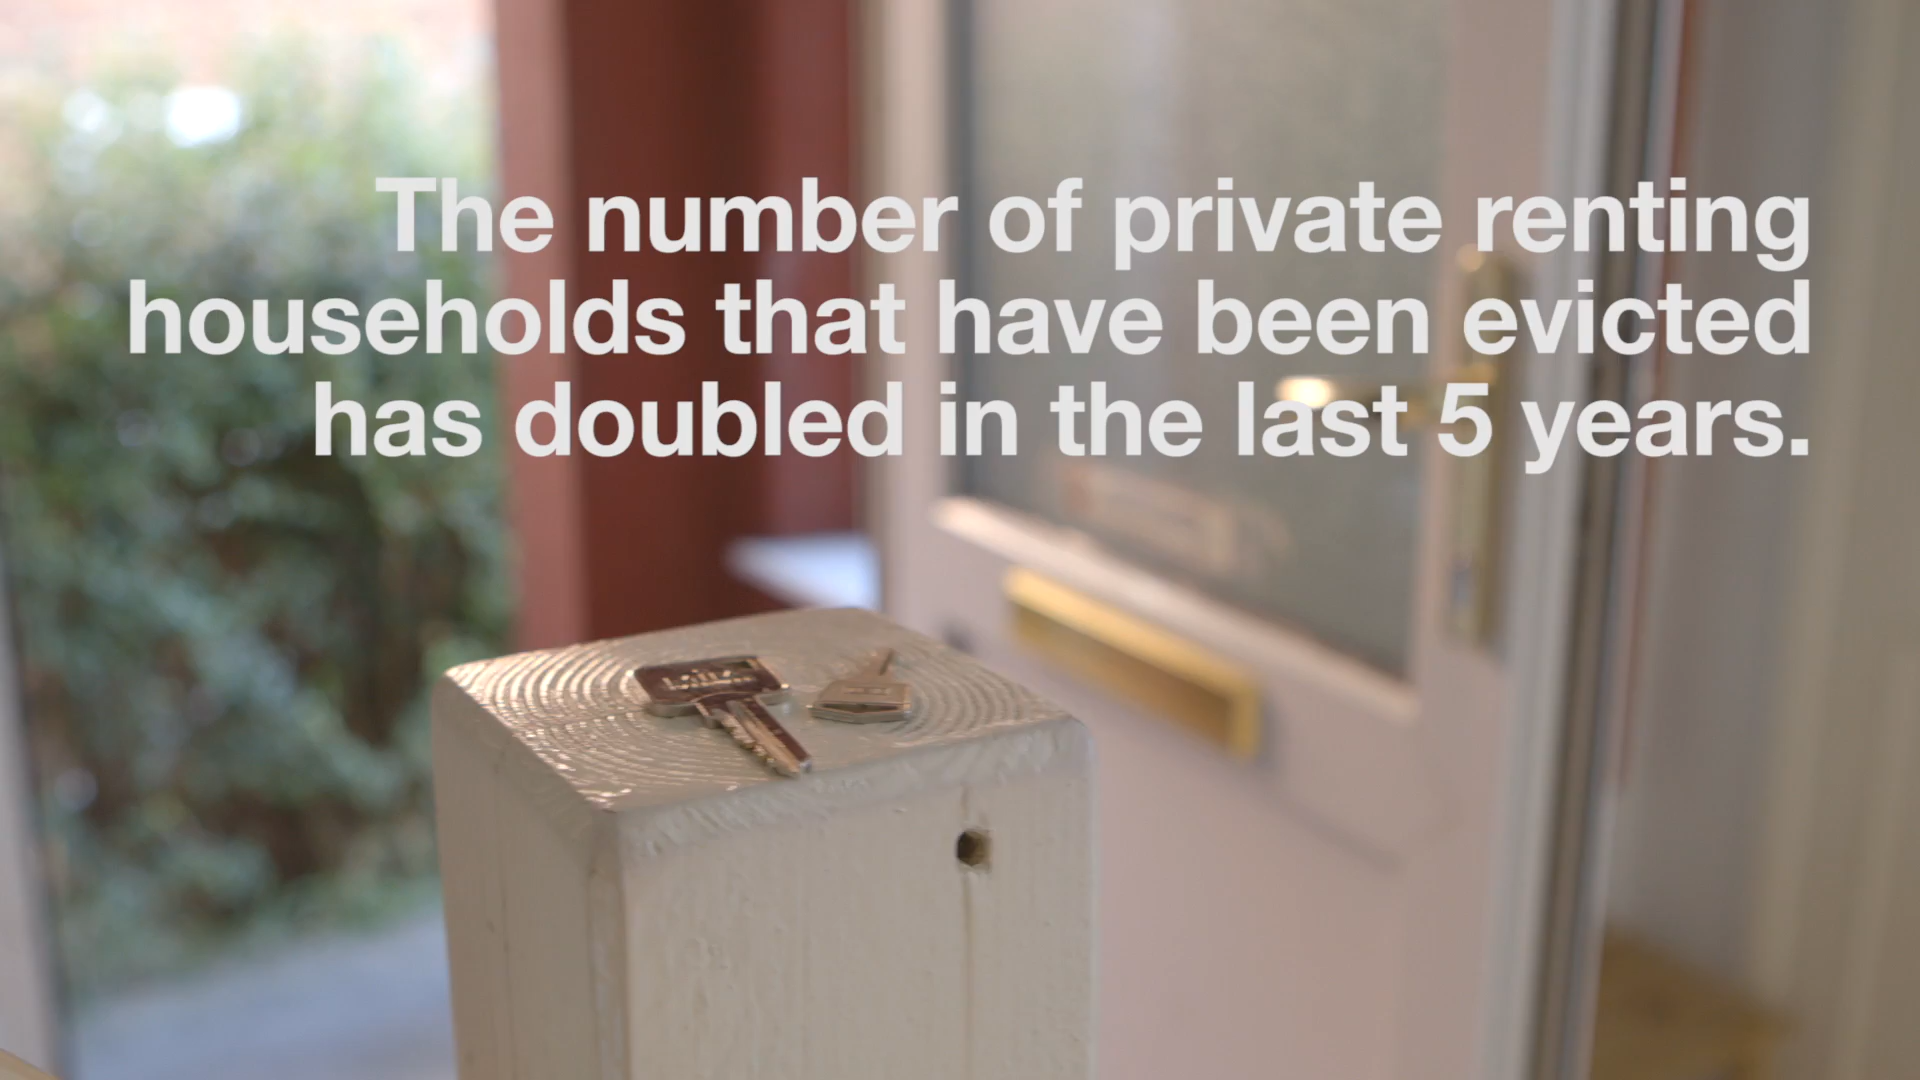 The number of private renting
households that have been evicted
has doubled in the last 5 years.